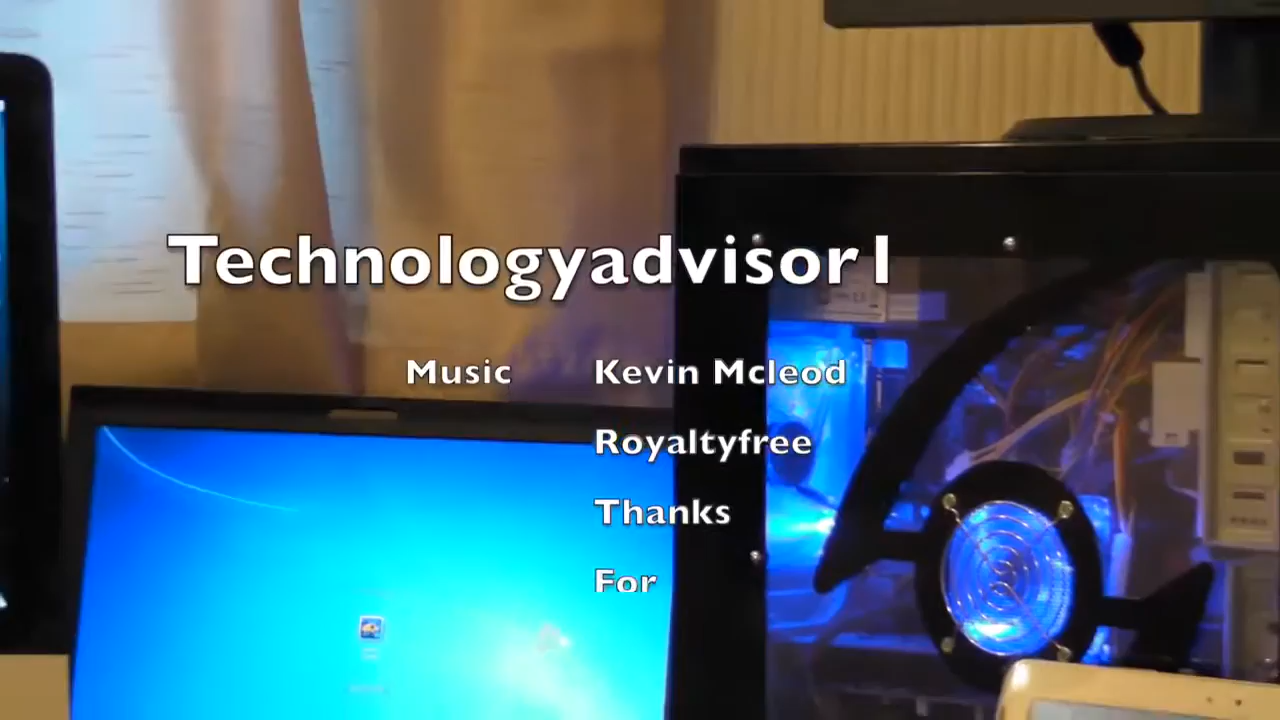 Technologyadvisor1
Music Kevin Mcleod
Royaltyfree
Thanks
For